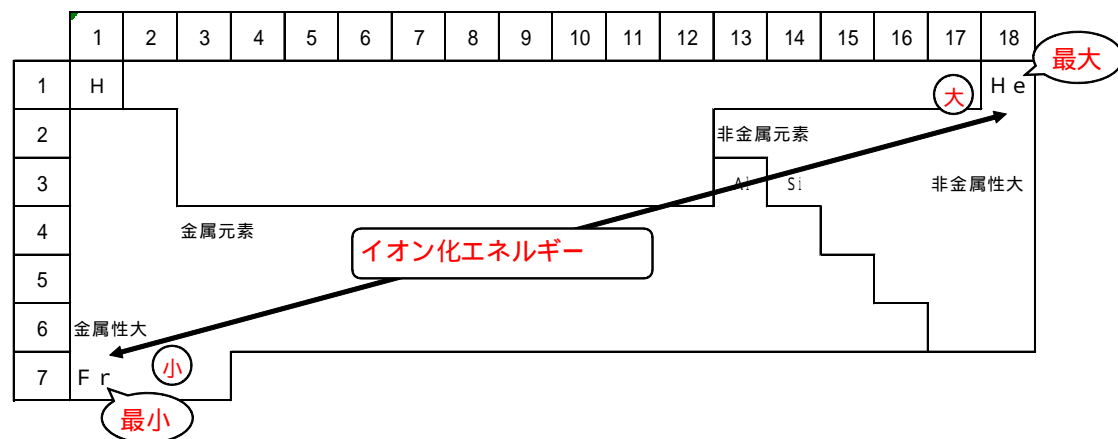 1 2 3 4 5 6 7 8 9 10 11 12 13 14 15 16 17 18
最大
1 H 大 He
2 非金属元素
3 Al Si 非金属性大
4 金属元素
イオン化エネルギー
5
6 金属性大
小
7 Fr
最小